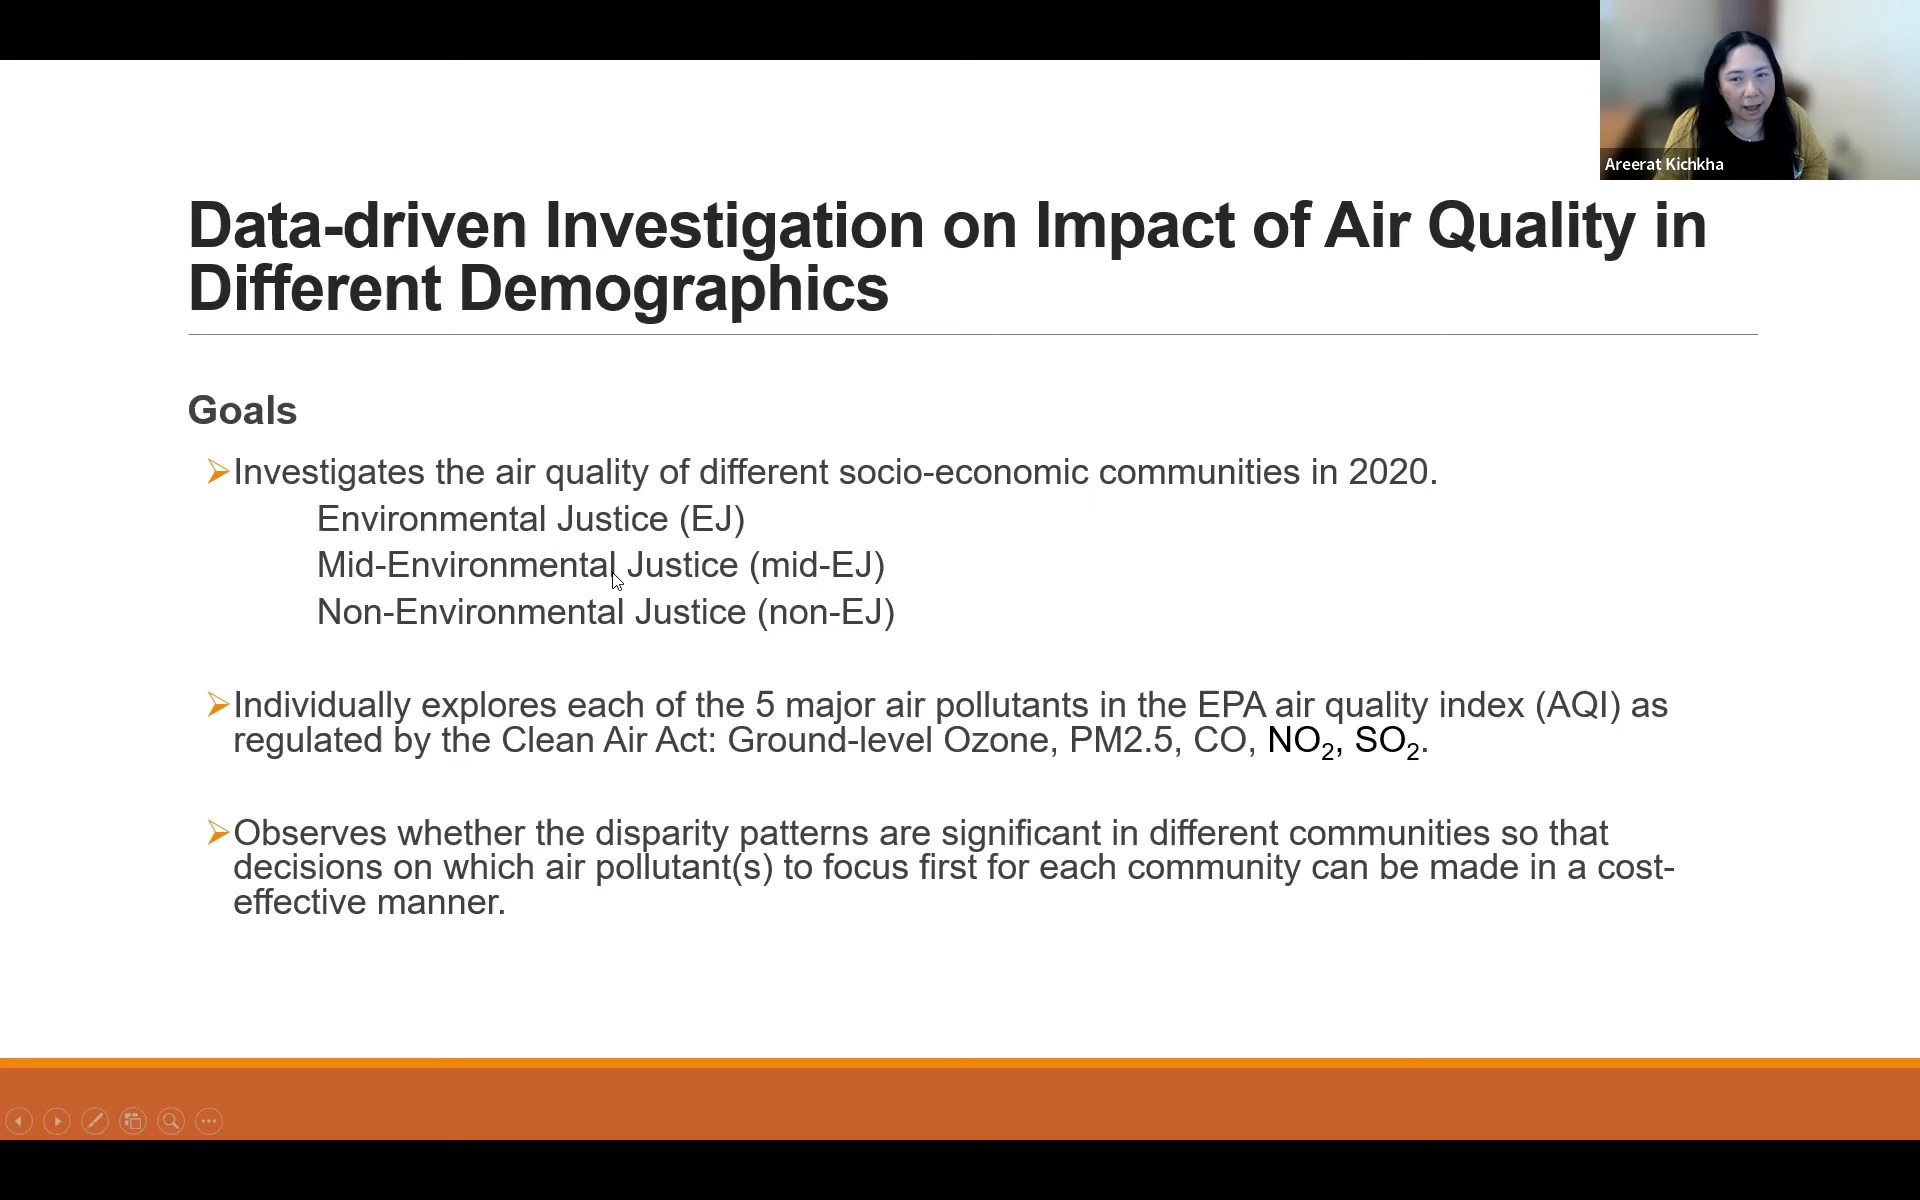 Areerat Kichkha
Data-driven Investigation on Impact of Air Quality in
Different Demographics
Goals
Investigates the air quality of different socio-economic communities in 2020.
Environmental Justice (EJ)
Mid-Environmental Justice (mid-EJ)
Non-Environmental Justice (non-EJ)
Individually explores each of the 5 major air pollutants in the EPA air quality index (AQI) as
regulated by the Clean Air Act: Ground-level Ozone, PM2.5, CO, NO₂, SO₂.
Observes whether the disparity patterns are significant in different communities so that
decisions on which air pollutant(s) to focus first for each community can be made in a cost-
effective manner.